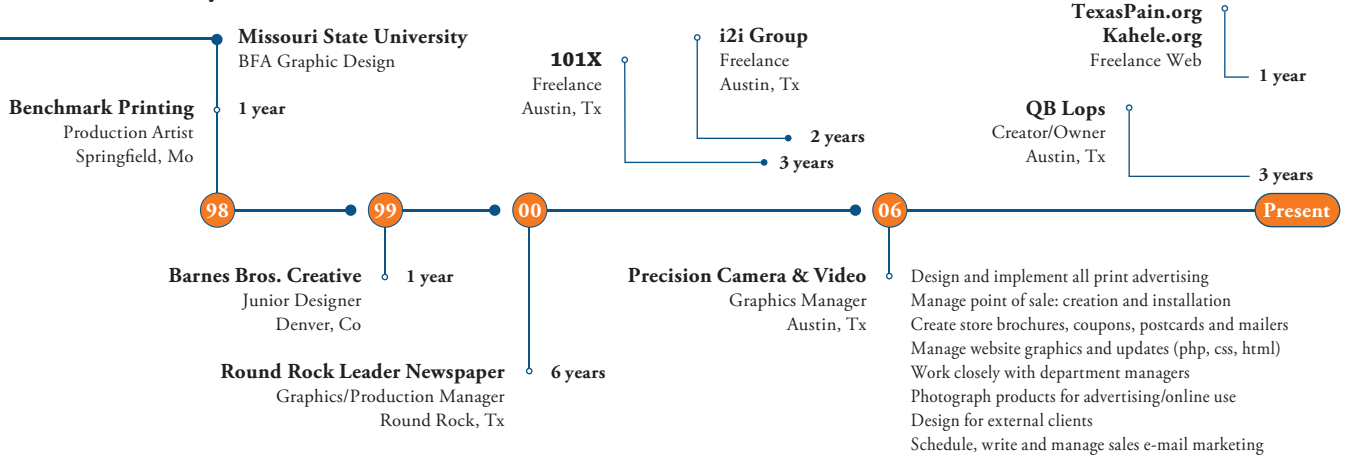 Missouri State University
BFA Graphic Design
Benchmark Printing
Production Artist
Springfield, Mo
1 year
101X
Freelance
Austin, Tx
3 years
i2i Group
Freelance
Austin, Tx
2 years
TexasPain.org
Kahele.org
Freelance Web
1 year
QB Lops
Creator/Owner
Austin, Tx
3 years
98
99
00
06
Present
Barnes Bros. Creative
Junior Designer
Denver, Co
1 year
Round Rock Leader Newspaper
Graphics/Production Manager
Round Rock, Tx
6 years
Precision Camera & Video
Graphics Manager
Austin, Tx
Design and implement all print advertising
Manage point of sale: creation and installation
Create store brochures, coupons, postcards and mailers
Manage website graphics and updates (php, css, html)
Work closely with department managers
Photograph products for advertising/online use
Design for external clients
Schedule, write and manage sales e-mail marketing